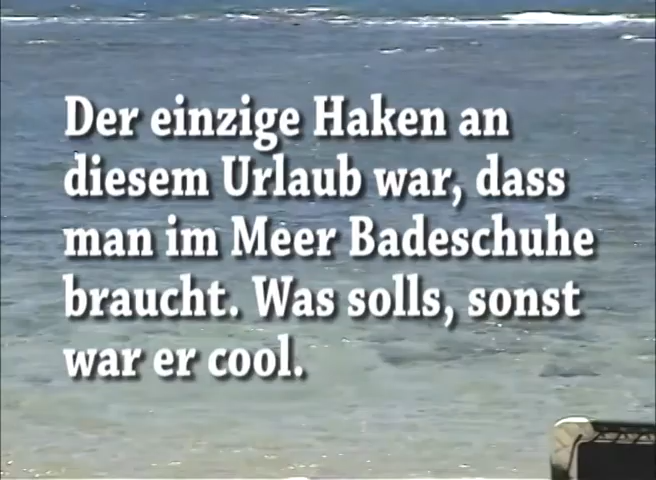 Der einzige Haken an
diesem Urlaub war, dass
man im Meer Badeschuhe
braucht. Was solls, sonst
war er cool.